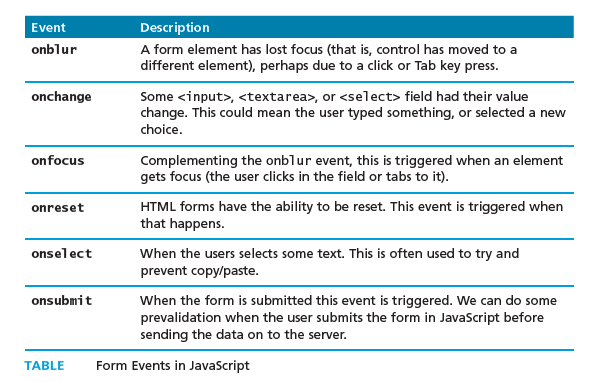 Event Description
onblur A form element has lost focus (that is, control has moved to a
different element), perhaps due to a click or Tab key press.
onchange Some <input>, <textarea>, or <select> field had their value
change. This could mean the user typed something, or selected a new
choice.
onfocus Complementing the onblur event, this is triggered when an element
gets focus (the user clicks in the field or tabs to it).
onreset HTML forms have the ability to be reset. This event is triggered when
that happens.
onselect When the users selects some text. This is often used to try and
prevent copy/paste.
onsubmit When the form is submitted this event is triggered. We can do some
prevalidation when the user submits the form in JavaScript before
sending the data on to the server.
TABLE Form Events in JavaScript